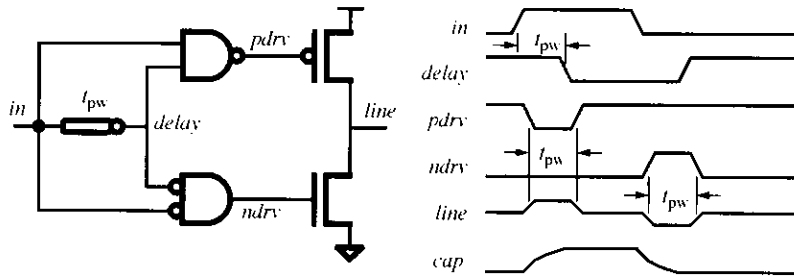 pdrv
in
t_pw
delay
line
ndrv
in
t_pw
delay
pdrv
t_pw
ndrv
t_pw
line
cap